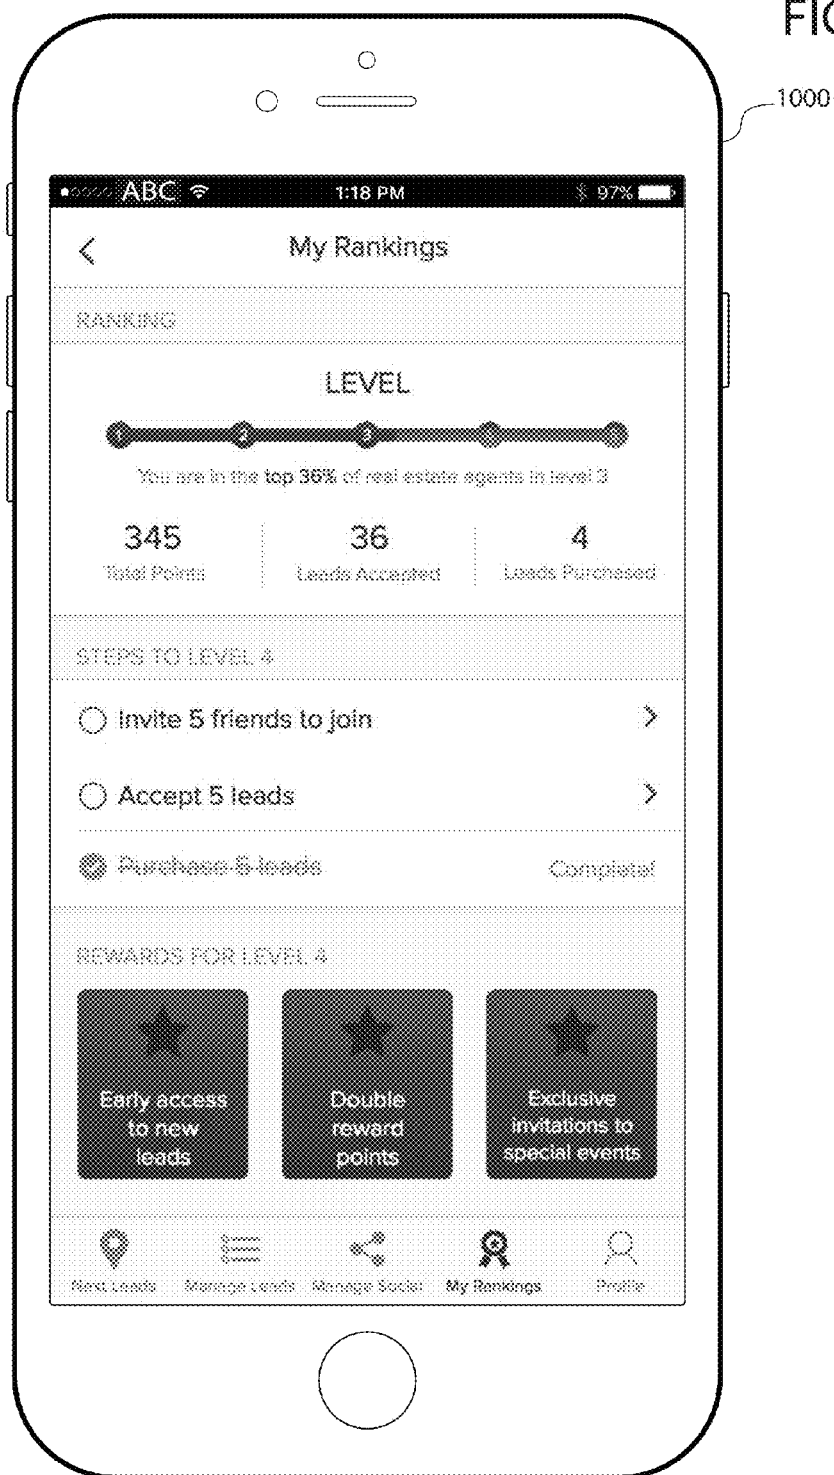 FIG
1000
ABC 1:18 PM 97%
My Rankings
RANKING
LEVEL
1 2 3
You are in the top 36% of real estate agents in level 3
345 36 4
Total Points Leads Accepted Leads Purchased
STEPS TO LEVEL 4
Invite 5 friends to join
Accept 5 leads
Purchase 5 leads Complete!
REWARDS FOR LEVEL 4
Early access Double Exclusive
to new reward invitations to
leads points special events
Next Leads Manage Leads Manage Social My Rankings Profile